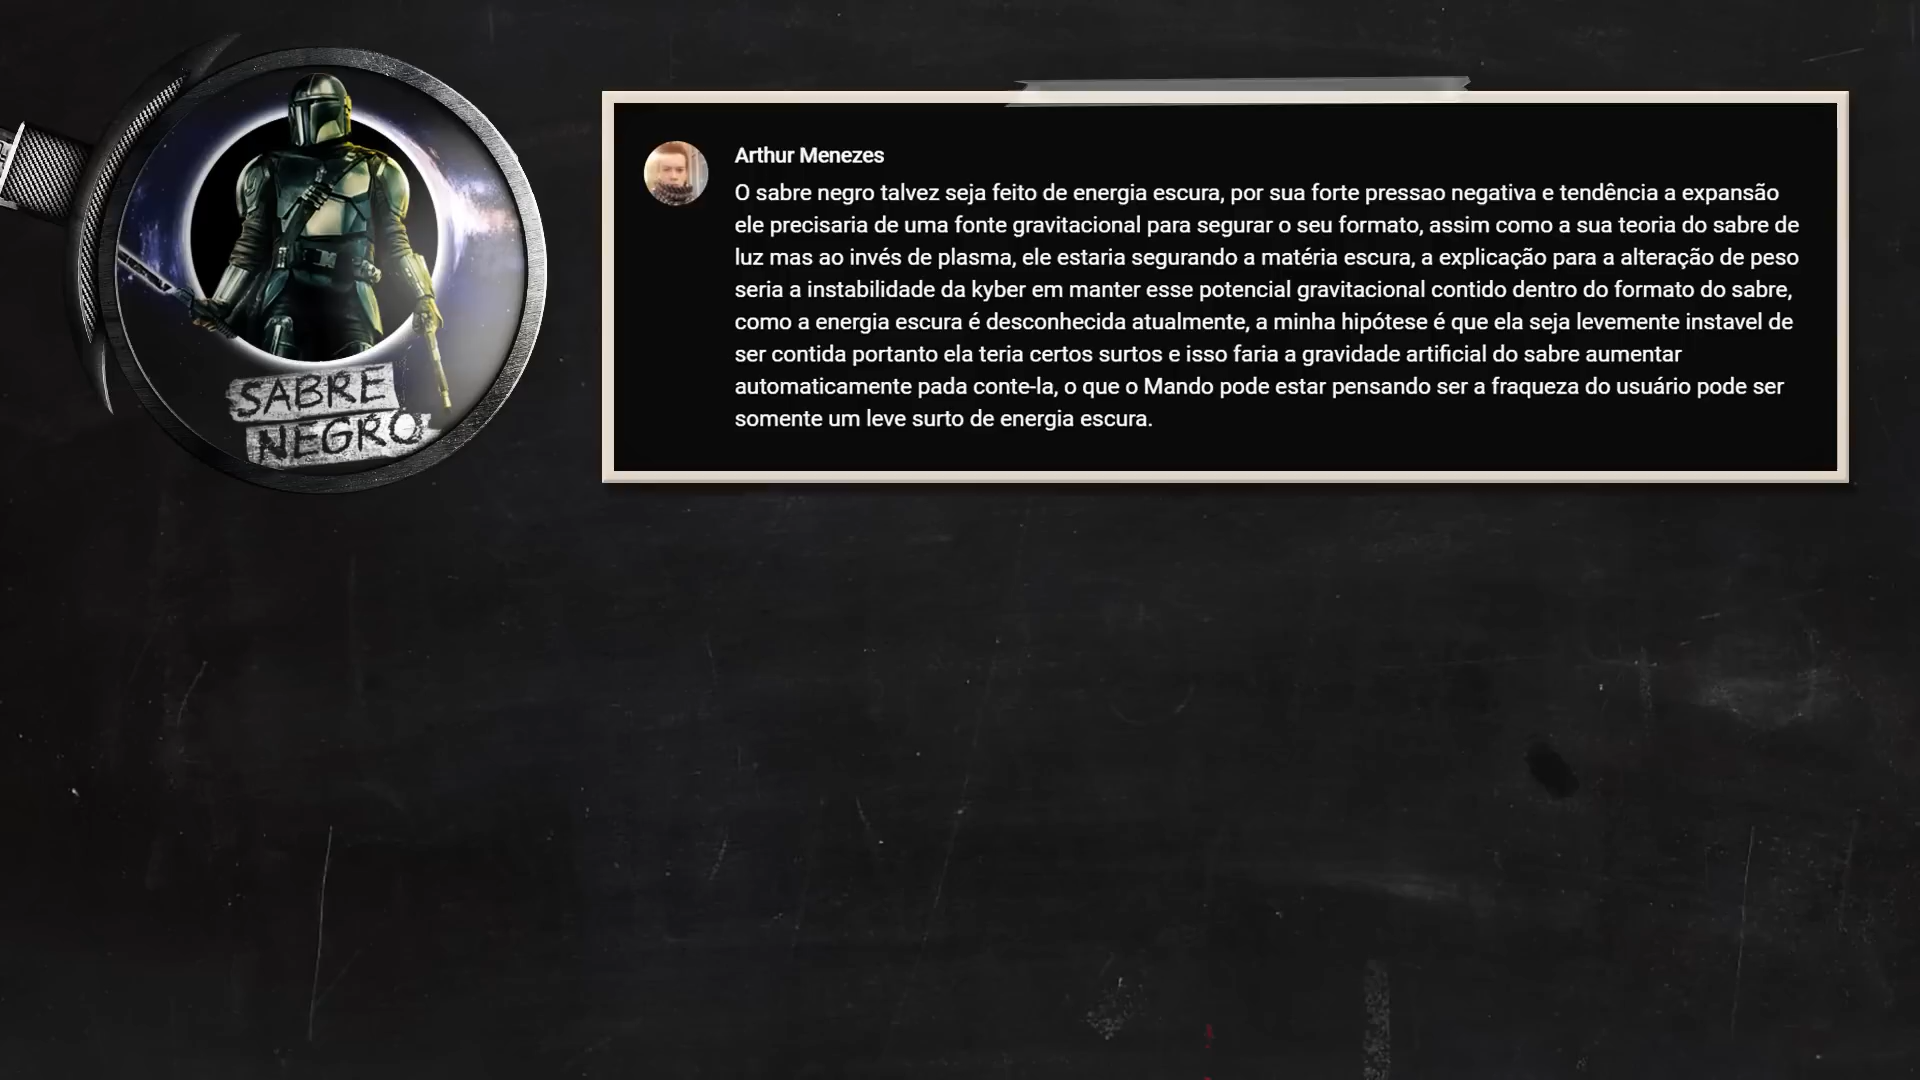 SABRE
NEGRO
Arthur Menezes
O sabre negro talvez seja feito de energia escura, por sua forte pressao negativa e tendência a expansão
ele precisaria de uma fonte gravitacional para segurar o seu formato, assim como a sua teoria do sabre de
luz mas ao invés de plasma, ele estaria segurando a matéria escura, a explicação para a alteração de peso
seria a instabilidade da kyber em manter esse potencial gravitacional contido dentro do formato do sabre,
como a energia escura é desconhecida atualmente, a minha hipótese é que ela seja levemente instavel de
ser contida portanto ela teria certos surtos e isso faria a gravidade artificial do sabre aumentar
automaticamente pada conte-la, o que o Mando pode estar pensando ser a fraqueza do usuário pode ser
somente um leve surto de energia escura.